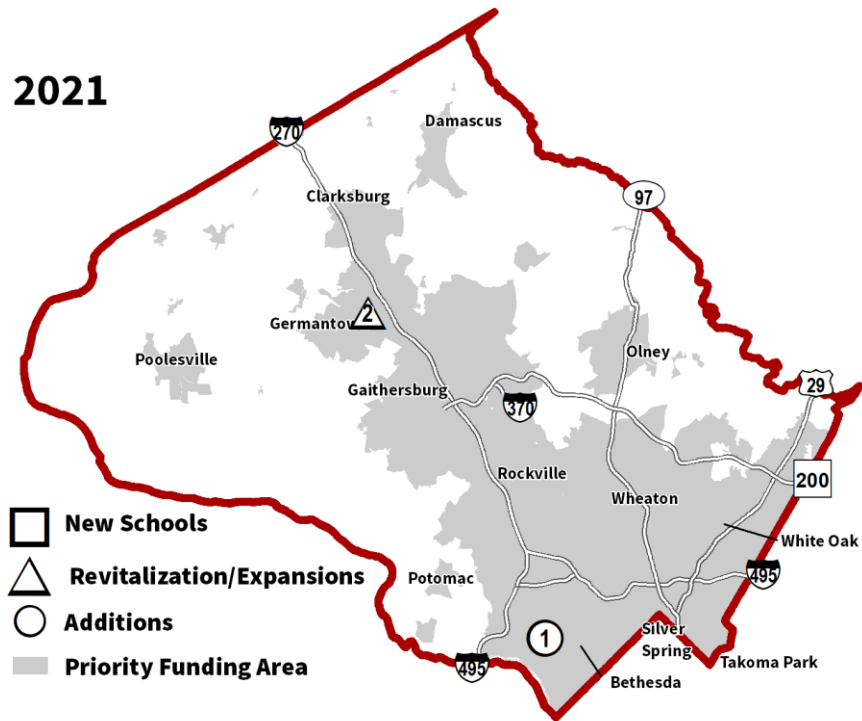 2021
Damascus
270
Clarksburg
97
2
Germantow
Olney
Poolesville
29
Gaithersburg
370
Rockville
200
Wheaton
New Schools
White Oak
Revitalization/Expansions
Potomac
495
Additions
1
Silver
Spring
Priority Funding Area
495
Takoma Park
Bethesda